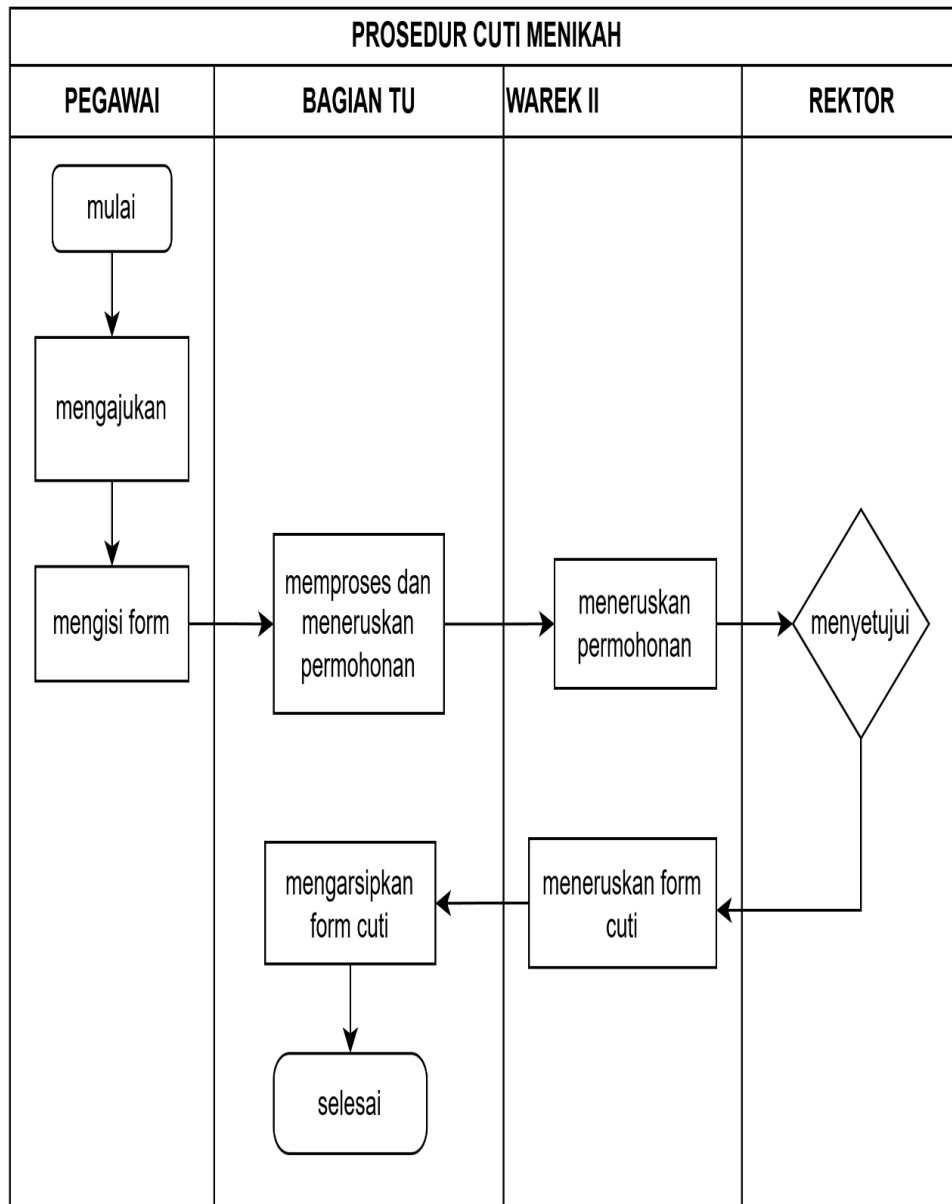 PROSEDUR CUTI MENIKAH
PEGAWAI
BAGIAN TU
WAREK II
REKTOR
mulai
mengajukan
mengisi form
memproses dan
meneruskan
permohonan
meneruskan
permohonan
menyetujui
meneruskan form
cuti
mengarsipkan
form cuti
selesai